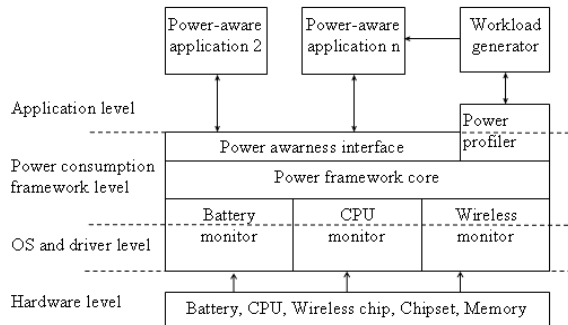 Power-aware
application 2
Power-aware
application n
Workload
generator
Application level
Power
profiler
Power awarness interface
Power consumption
framework level
Power framework core
Battery
monitor
CPU
monitor
Wireless
monitor
OS and driver level
Hardware level
Battery, CPU, Wireless chip, Chipset, Memory